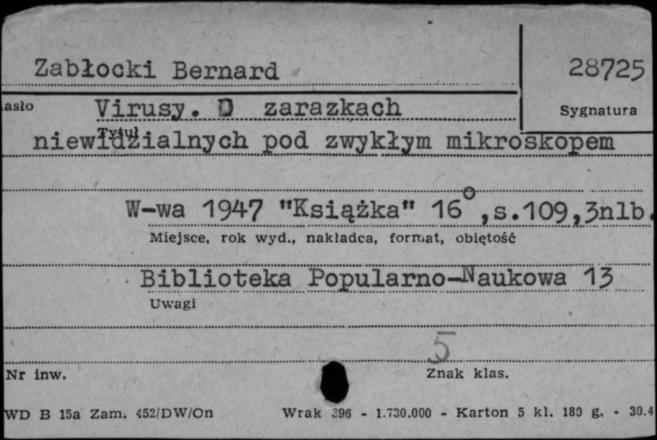 Zabłocki Bernard
28725
asło
Virusy. O zarazkach
Sygnatura
Tytuł
niewidzialnych pod zwykłym mikroskopem
W-wa 1947 "Książka" 16°, s.109, 3nlb.
Miejsce, rok wyd., nakładca, format, objętość
Biblioteka Popularno-Naukowa 13
Uwagi
5
Nr inw.
Znak klas.
WD B 15a Zam. 452/DW/On Wrak 396 - 1.730.000 - Karton 5 kl. 180 g. - 30.4